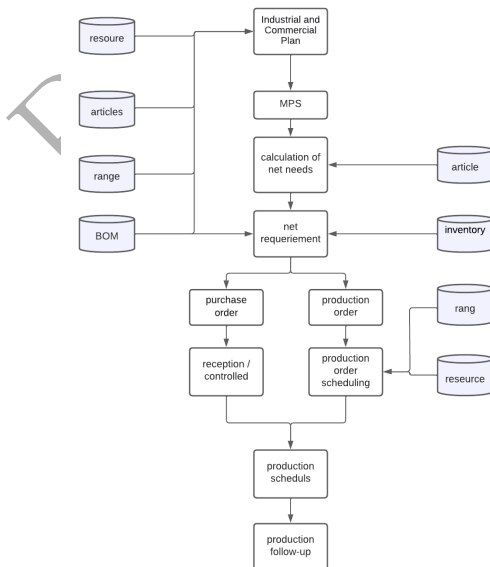 Industrial and
Commercial
Plan
resoure
MPS
articles
calculation of
net needs
article
range
BOM
net
requeriement
inventory
purchase
order
production
order
rang
reception /
controlled
production
order
scheduling
reseurce
production
scheduls
production
follow-up